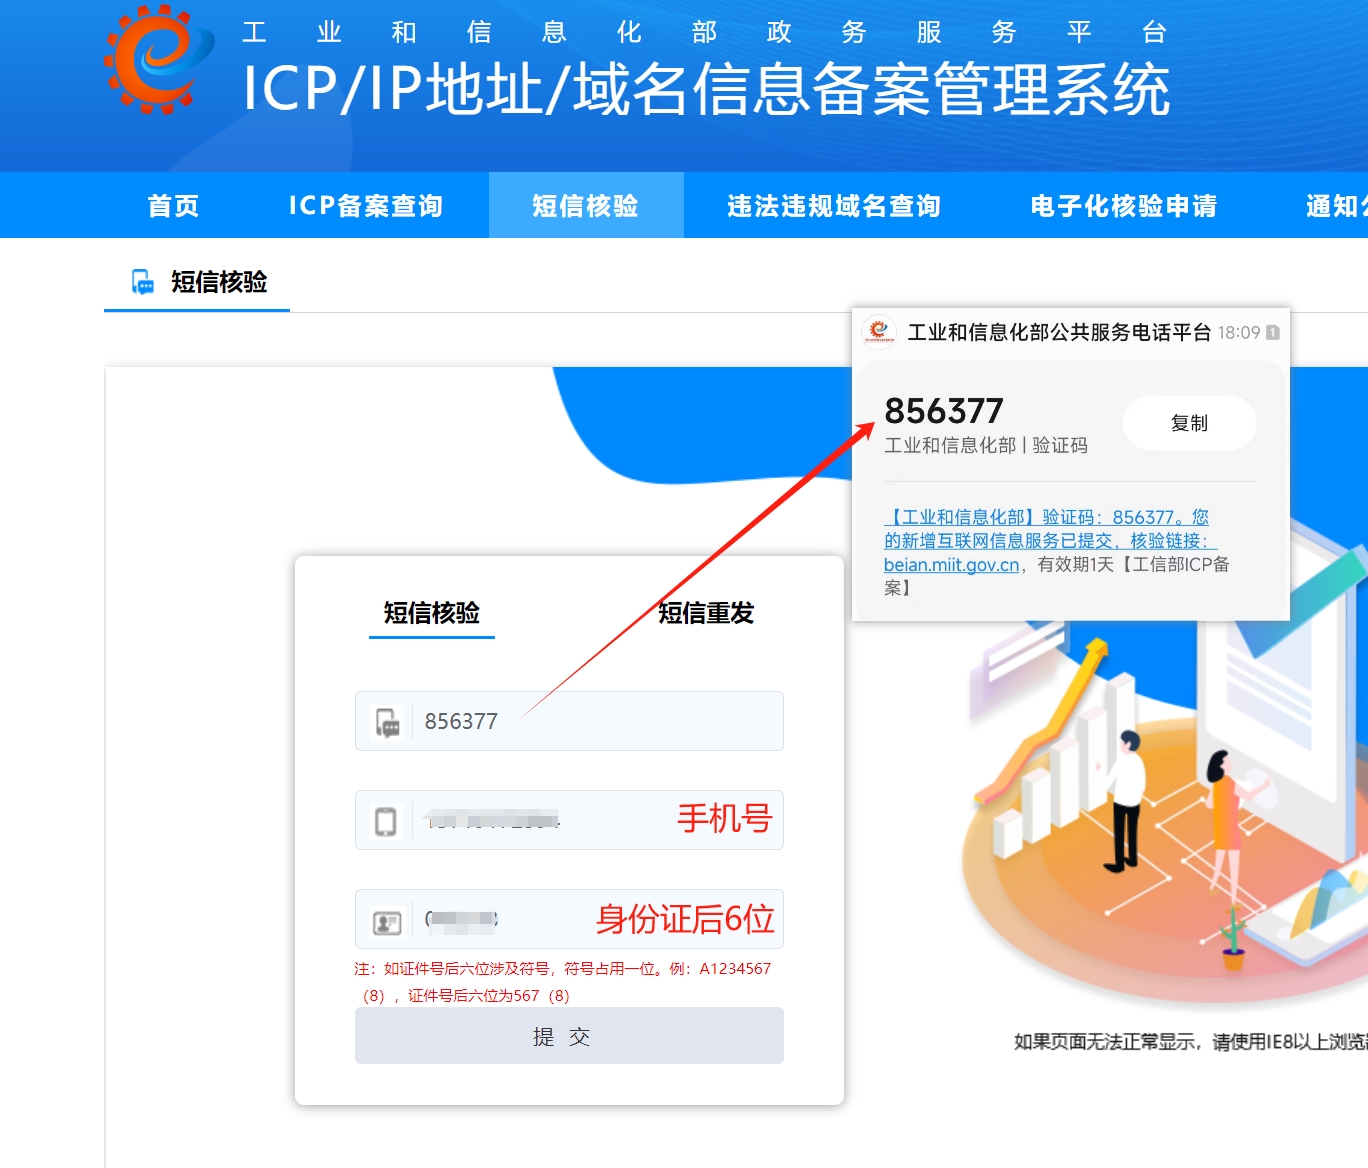 工业和信息化部政务服务平台
ICP/IP地址/域名信息备案管理系统
首页 ICP备案查询 短信核验 违法违规域名查询 电子化核验申请 通知
短信核验
工业和信息化部公共服务电话平台 18:09 1
856377
复制
工业和信息化部 | 验证码
【工业和信息化部】验证码：856377。您
的新增互联网信息服务已提交，核验链接：
beian.miit.gov.cn，有效期1天【工信部ICP备
案】
短信核验 短信重发
856377
手机号
身份证后6位
注：如证件号后六位涉及符号，符号占用一位。例：A1234567
（8），证件号后六位为567（8）
提 交
如果页面无法正常显示，请使用IE8以上浏览